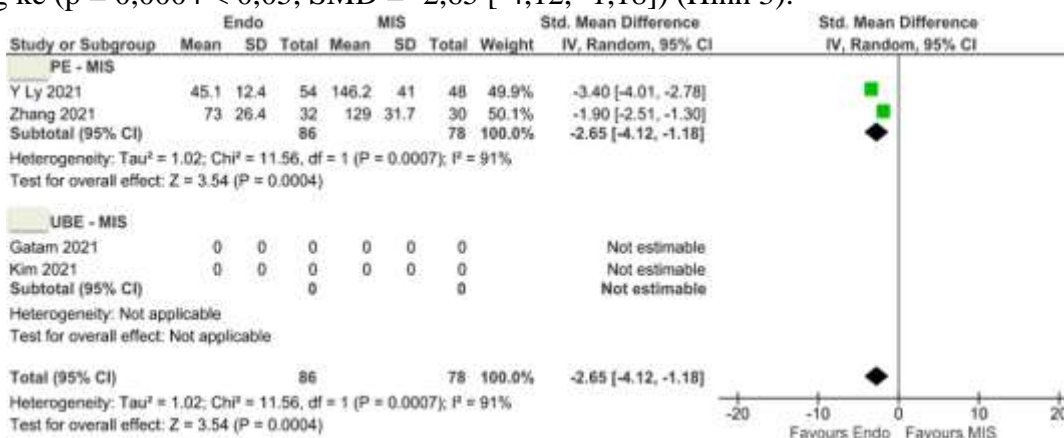 (p = 0,0004 < 0,05; SMD = -2,65 [-4,12, -1,18]) (Hình 3).
Endo MIS Std. Mean Difference Std. Mean Difference
Study or Subgroup Mean SD Total Mean SD Total Weight IV, Random, 95% CI IV, Random, 95% CI
PE - MIS
Y Ly 2021 45.1 12.4 54 146.2 41 48 49.9% -3.40 [-4.01, -2.78]
Zhang 2021 73 26.4 32 129 31.7 30 50.1% -1.90 [-2.51, -1.30]
Subtotal (95% CI) 86 78 100.0% -2.65 [-4.12, -1.18]
Heterogeneity: Tau² = 1.02; Chi² = 11.56, df = 1 (P = 0.0007); I² = 91%
Test for overall effect: Z = 3.54 (P = 0.0004)
UBE - MIS
Gatam 2021 0 0 0 0 0 0 Not estimable
Kim 2021 0 0 0 0 0 0 Not estimable
Subtotal (95% CI) 0 0 Not estimable
Heterogeneity: Not applicable
Test for overall effect: Not applicable
Total (95% CI) 86 78 100.0% -2.65 [-4.12, -1.18]
Heterogeneity: Tau² = 1.02; Chi² = 11.56, df = 1 (P = 0.0007); I² = 91%
Test for overall effect: Z = 3.54 (P = 0.0004)
-20 -10 0 10 20
Favours Endo Favours MIS